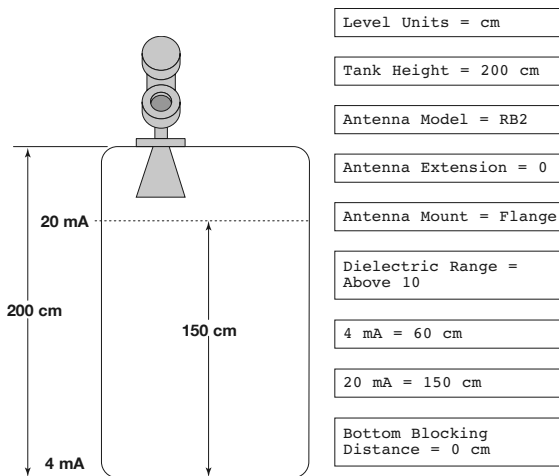 Level Units = cm
Tank Height = 200 cm
Antenna Model = RB2
Antenna Extension = 0
Antenna Mount = Flange
20 mA
Dielectric Range =
Above 10
200 cm
150 cm
4 mA = 60 cm
20 mA = 150 cm
Bottom Blocking
Distance = 0 cm
4 mA